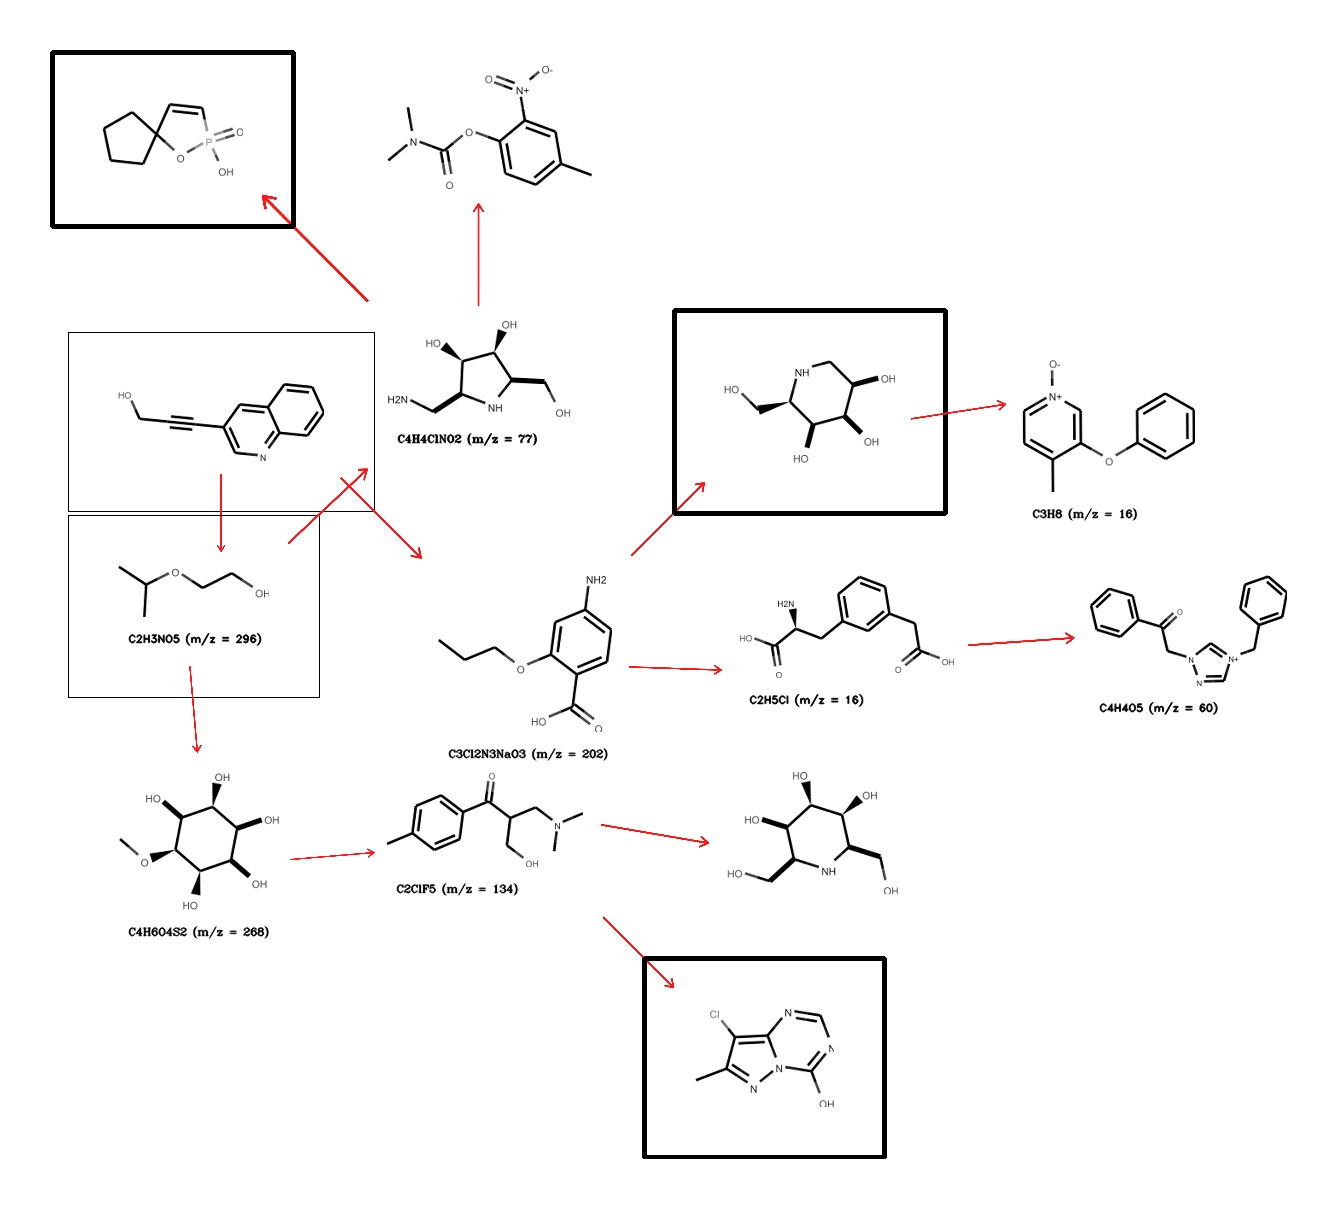 O
OH
P
O
OH
N+
O-
O
N
O
O
HO
OH
H2N
NH
OH
C4H4ClNO2 (m/z = 77)
HO
N
O
OH
C2H3NO5 (m/z = 296)
NH
HO
OH
OH
HO
O-
N+
O
C3H8 (m/z = 16)
NH2
O
HO
O
C3Cl2N3NaO3 (m/z = 202)
H2N
HO
O
O
OH
C2H5Cl (m/z = 16)
O
N
N
N+
C4H4O5 (m/z = 60)
OH
HO
OH
O
OH
HO
C4H6O4S2 (m/z = 268)
O
N
OH
C2ClF5 (m/z = 134)
HO
OH
HO
HO
NH
OH
Cl
N
N
N
N
OH